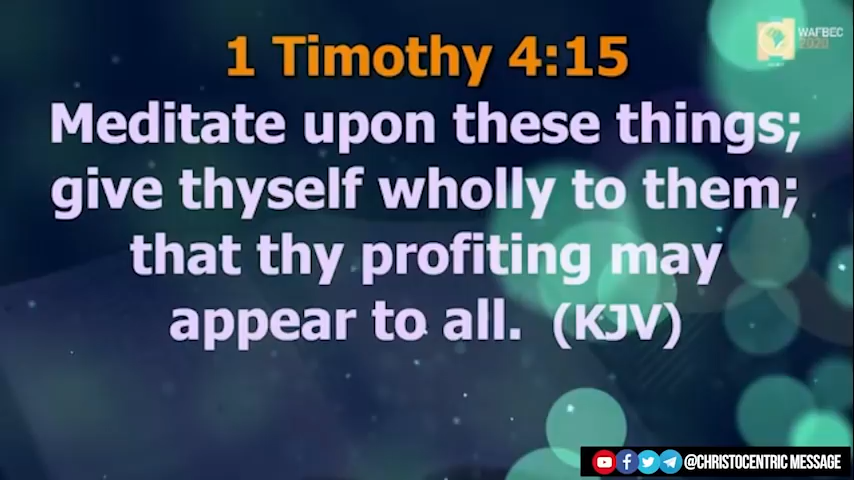 WAFBEC
2020
1 Timothy 4:15
Meditate upon these things;
give thyself wholly to them;
that thy profiting may
appear to all. (KJV)
@CHRISTOCENTRIC MESSAGE